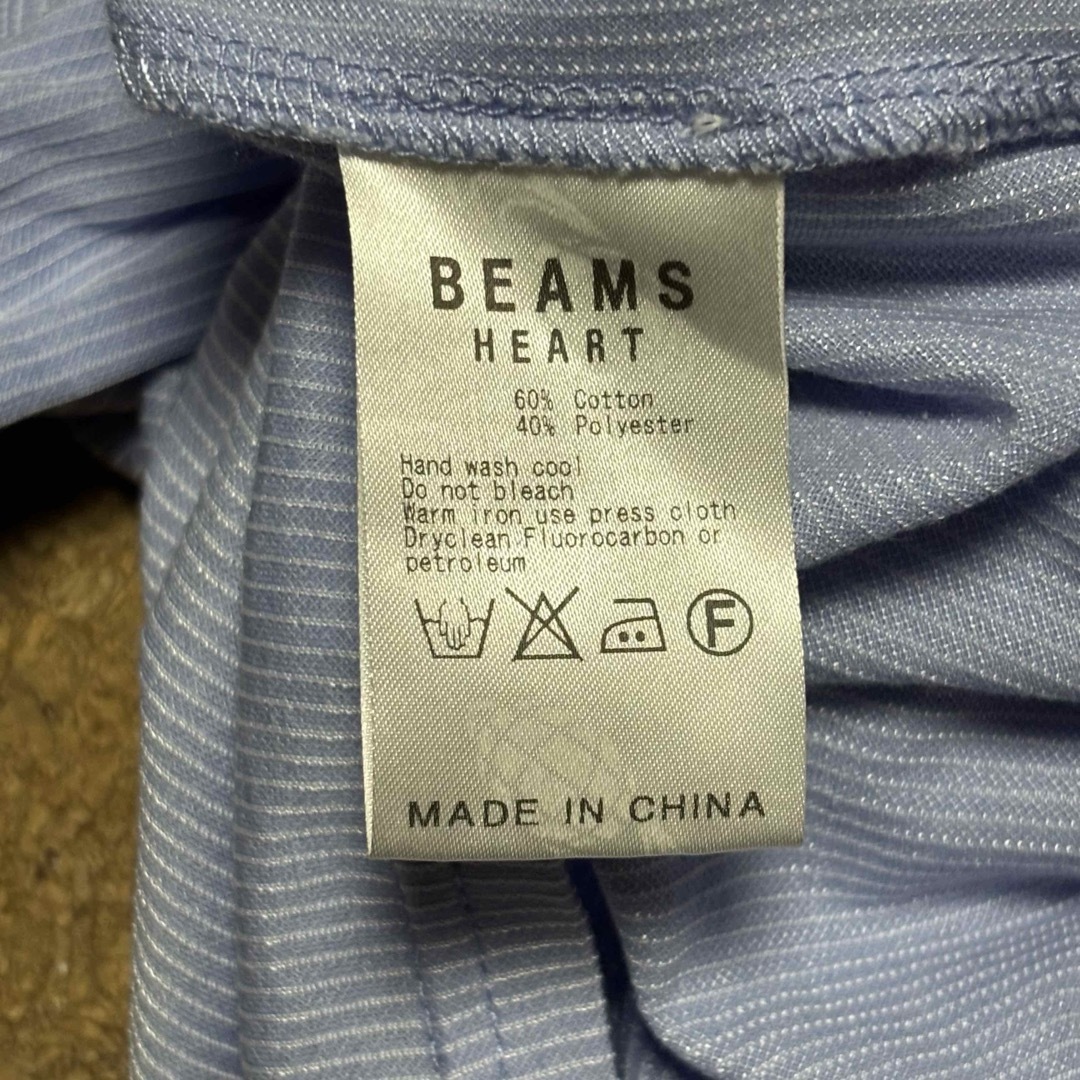 BEAMS
HEART
60% Cotton
40% Polyester
Hand wash cool
Do not bleach
Warm iron use press cloth
Dryclean Fluorocarbon or
petroleum
F
MADE IN CHINA